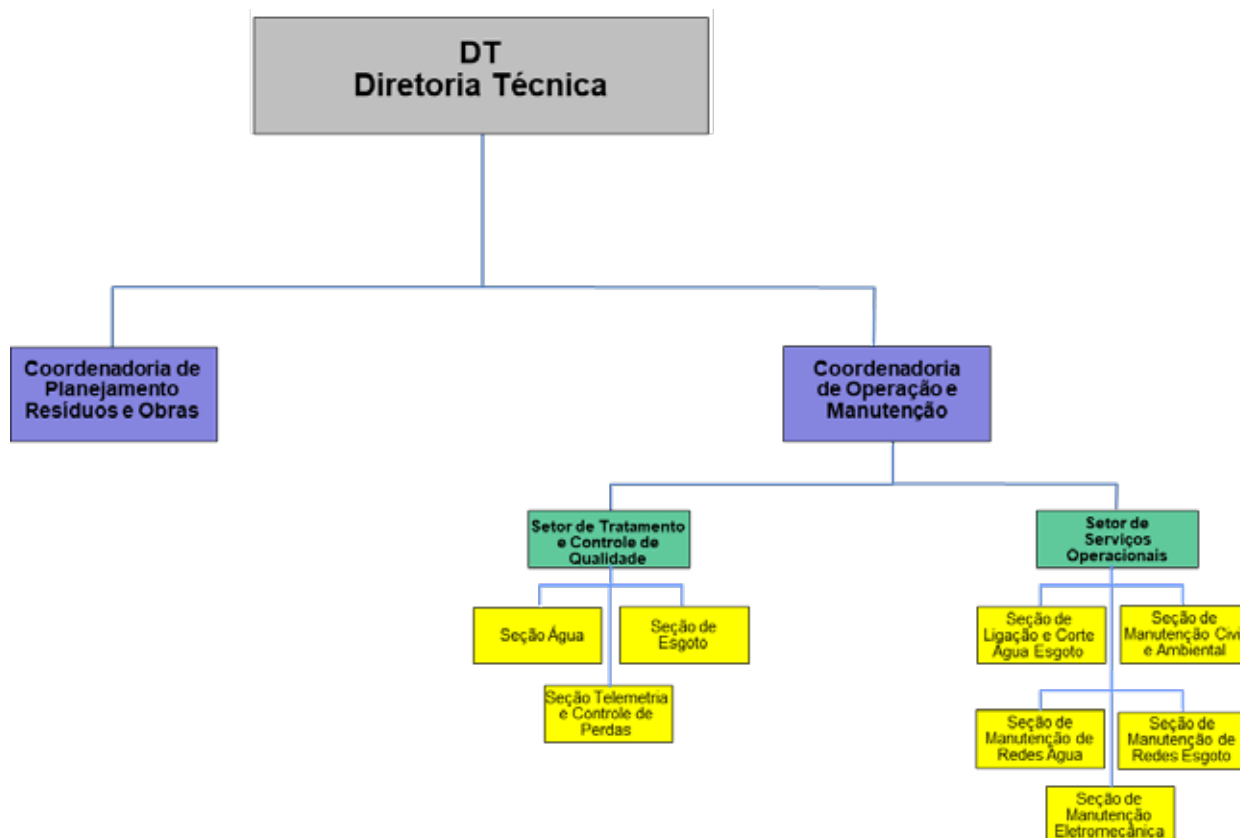 DT
Diretoria Técnica
Coordenadoria de
Planejamento
Resíduos e Obras
Coordenadoria
de Operação e
Manutenção
Setor de Tratamento
e Controle de
Qualidade
Setor de
Serviços
Operacionais
Seção Água
Seção de
Esgoto
Seção Telemetria
e Controle de
Perdas
Seção de
Ligação e Corte
Água Esgoto
Seção de
Manutenção Civi
e Ambiental
Seção de
Manutenção de
Redes Água
Seção de
Manutenção de
Redes Esgoto
Seção de
Manutenção
Eletromecânica